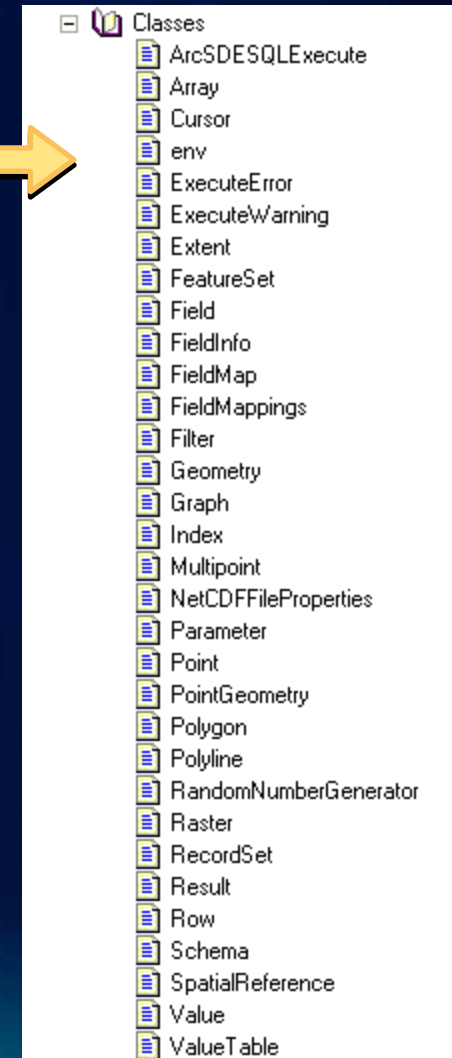 Classes
ArcSDESQLExecute
Array
Cursor
env
ExecuteError
ExecuteWarning
Extent
FeatureSet
Field
FieldInfo
FieldMap
FieldMappings
Filter
Geometry
Graph
Index
Multipoint
NetCDFFileProperties
Parameter
Point
PointGeometry
Polygon
Polyline
RandomNumberGenerator
Raster
RecordSet
Result
Row
Schema
SpatialReference
Value
ValueTable